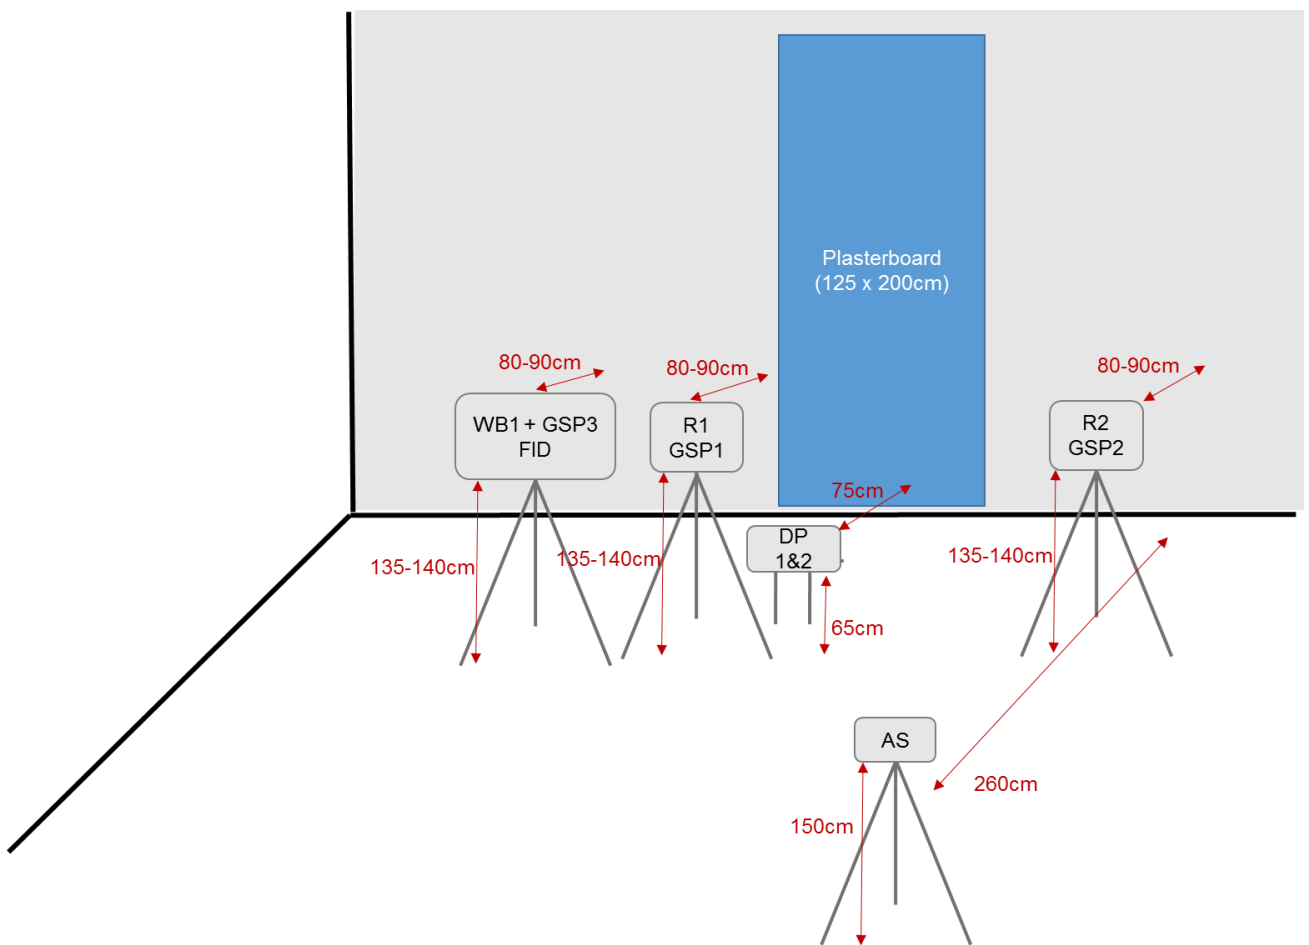 Plasterboard
(125 x 200cm)
80-90cm
80-90cm
80-90cm
WB1 + GSP3
FID
R1
GSP1
R2
GSP2
75cm
DP
1&2
135-140cm
135-140cm
135-140cm
65cm
AS
260cm
150cm